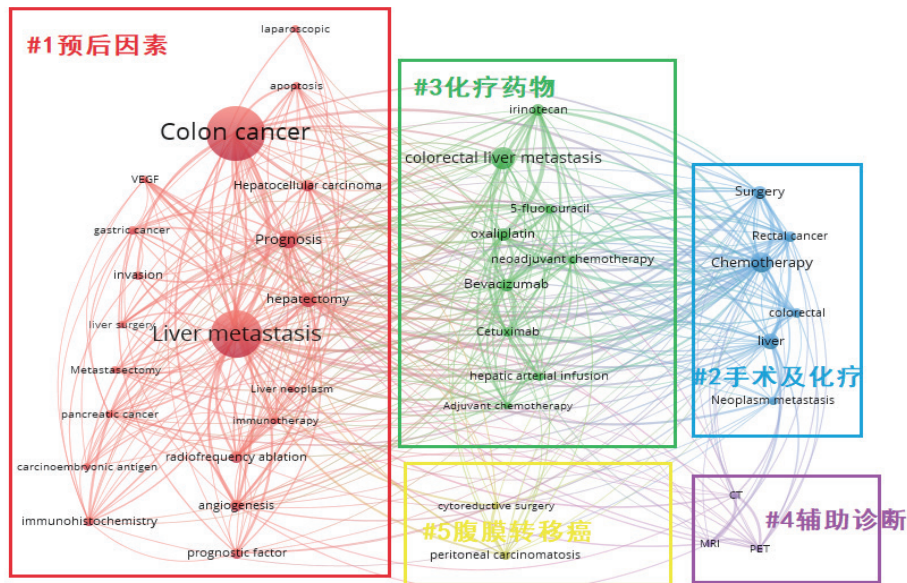 #1预后因素
laparoscopic
apoptosis
Colon cancer
VEGF
Hepatocellular carcinoma
gastric cancer
Prognosis
invasion
hepatectomy
liver surgery
Liver metastasis
Metastasectomy
Liver neoplasm
pancreatic cancer
immunotherapy
radiofrequency ablation
carcinoembryonic antigen
angiogenesis
immunohistochemistry
prognostic factor
#3化疗药物
irinotecan
colorectal liver metastasis
5-fluorouracil
oxaliplatin
neoadjuvant chemotherapy
Bevacizumab
Cetuximab
hepatic arterial infusion
Adjuvant chemotherapy
Surgery
Rectal cancer
Chemotherapy
colorectal
liver
#2手术及化疗
Neoplasm metastasis
cytoreductive surgery
#5腹膜转移癌
peritoneal carcinomatosis
CT
#4辅助诊断
MRI
PET